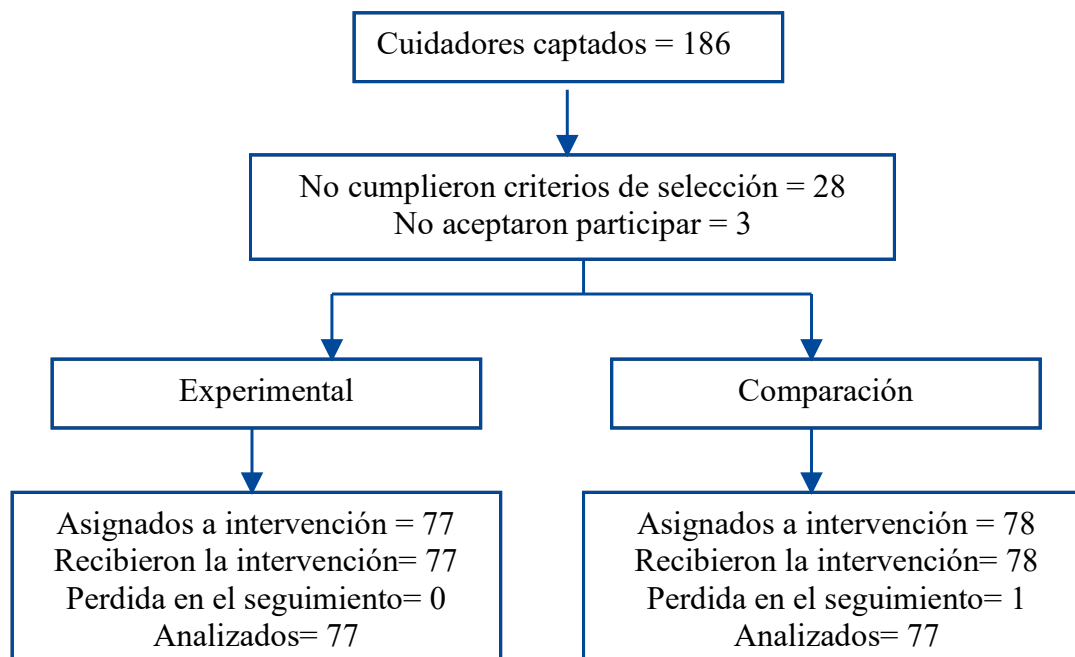 Cuidadores captados = 186
No cumplieron criterios de selección = 28
No aceptaron participar = 3
Experimental
Comparación
Asignados a intervención = 77
Recibieron la intervención= 77
Perdida en el seguimiento= 0
Analizados= 77
Asignados a intervención = 78
Recibieron la intervención= 78
Perdida en el seguimiento= 1
Analizados= 77